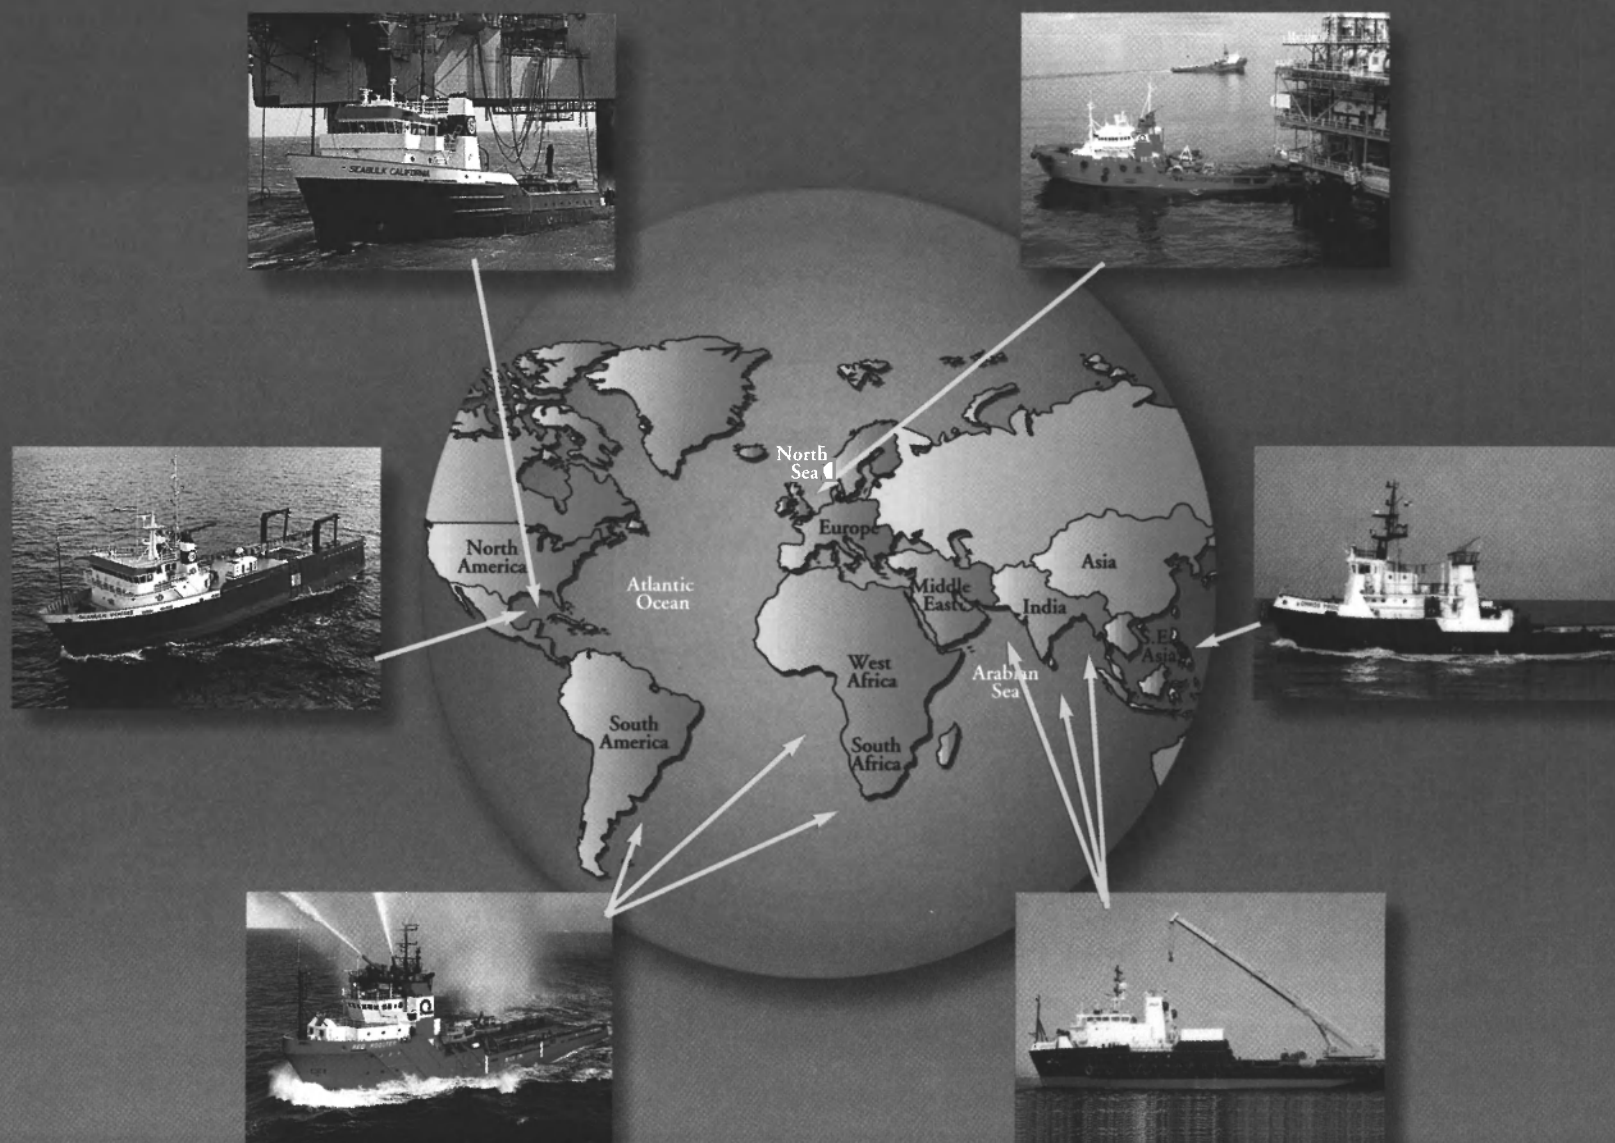 SEABULK CALIFORNIA
North
Sea
Europe
North
America
Atlantic
Ocean
Asia
Middle
East
India
S.E.
Asia
West
Africa
Arabian
Sea
South
America
South
Africa